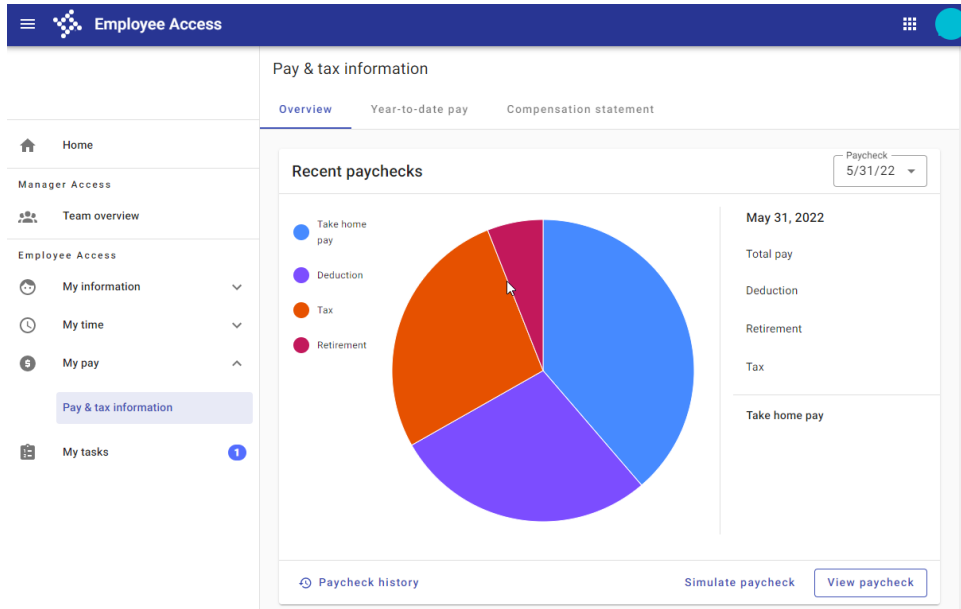 Employee Access
Pay & tax information
Overview Year-to-date pay Compensation statement
Home
Manager Access
Team overview
Employee Access
My information
My time
My pay
Pay & tax information
My tasks 1
Recent paychecks
Paycheck
5/31/22
Take home
pay
Deduction
Tax
Retirement
May 31, 2022
Total pay
Deduction
Retirement
Tax
Take home pay
Paycheck history
Simulate paycheck
View paycheck